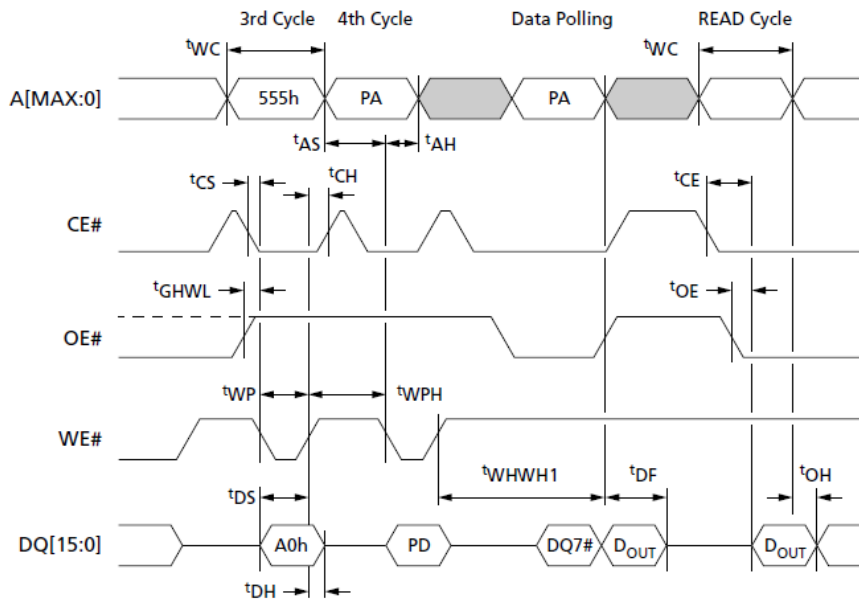 3rd Cycle 4th Cycle Data Polling READ Cycle
tWC tWC
A[MAX:0] 555h PA PA
tAS tAH
tCS tCH tCE
CE#
tGHWL tOE
OE#
tWP tWPH
WE#
tWHWH1 tDF tOH
tDS
DQ[15:0] A0h PD DQ7# DOUT DOUT
tDH